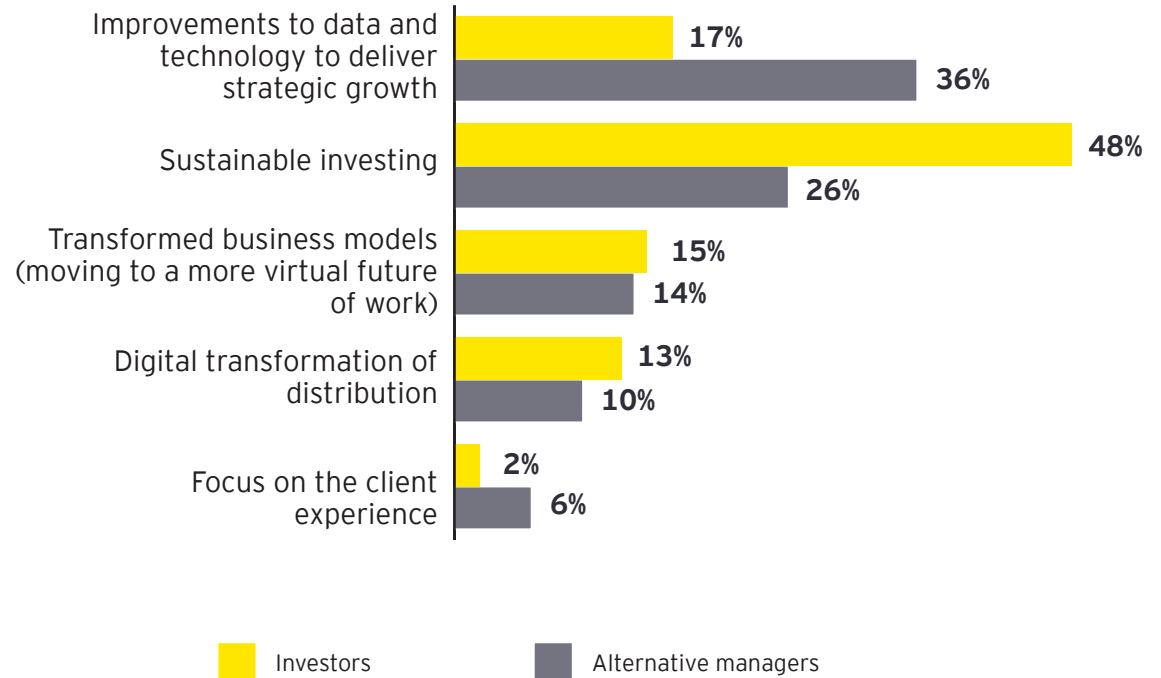 Improvements to data and
technology to deliver
strategic growth
17%
36%
Sustainable investing
48%
26%
Transformed business models
(moving to a more virtual future
of work)
15%
14%
Digital transformation of
distribution
13%
10%
Focus on the client
experience
2%
6%
Investors
Alternative managers